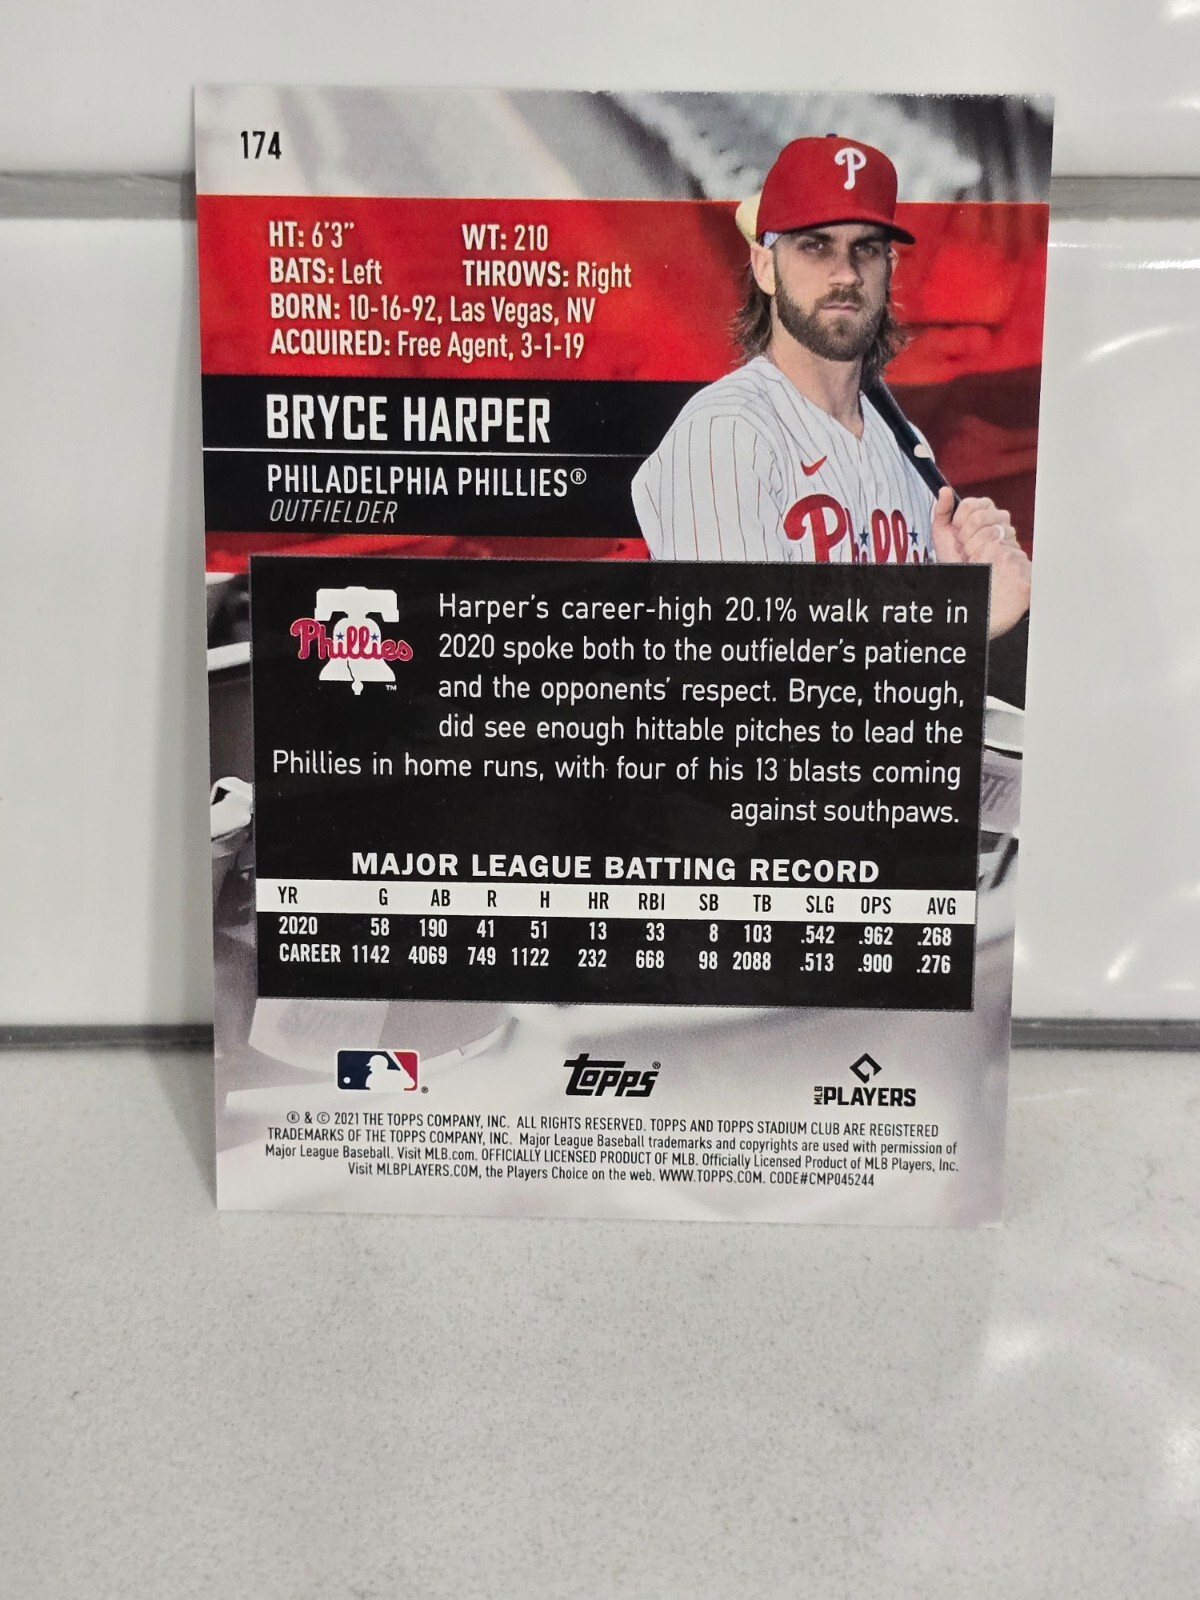 174
HT: 6'3" WT: 210
BATS: Left THROWS: Right
BORN: 10-16-92, Las Vegas, NV
ACQUIRED: Free Agent, 3-1-19
BRYCE HARPER
PHILADELPHIA PHILLIES®
OUTFIELDER
P
Phillies
Phillies
TM
Harper's career-high 20.1% walk rate in
2020 spoke both to the outfielder's patience
and the opponents' respect. Bryce, though,
did see enough hittable pitches to lead the
Phillies in home runs, with four of his 13 blasts coming
against southpaws.
MAJOR LEAGUE BATTING RECORD
YR G AB R H HR RBI SB TB SLG OPS AVG
2020 58 190 41 51 13 33 8 103 .542 .962 .268
CAREER 1142 4069 749 1122 232 668 98 2088 .513 .900 .276
®
topps®
MLB PLAYERS
® & © 2021 THE TOPPS COMPANY, INC. ALL RIGHTS RESERVED. TOPPS AND TOPPS STADIUM CLUB ARE REGISTERED
TRADEMARKS OF THE TOPPS COMPANY, INC. Major League Baseball trademarks and copyrights are used with permission of
Major League Baseball. Visit MLB.com. OFFICIALLY LICENSED PRODUCT OF MLB. Officially Licensed Product of MLB Players, Inc.
Visit MLBPLAYERS.COM, the Players Choice on the web. WWW.TOPPS.COM. CODE#CMP045244